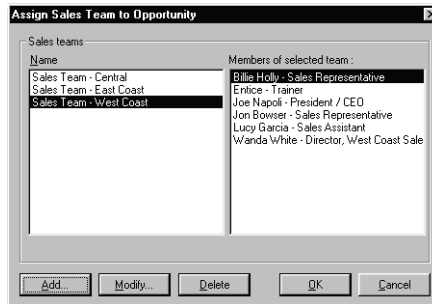 Assign Sales Team to Opportunity
Sales teams
Name
Sales Team - Central
Sales Team - East Coast
Sales Team - West Coast
Members of selected team :
Billie Holly - Sales Representative
Entice - Trainer
Joe Napoli - President / CEO
Jon Bowser - Sales Representative
Lucy Garcia - Sales Assistant
Wanda White - Director, West Coast Sale
Add...
Modify...
Delete
OK
Cancel